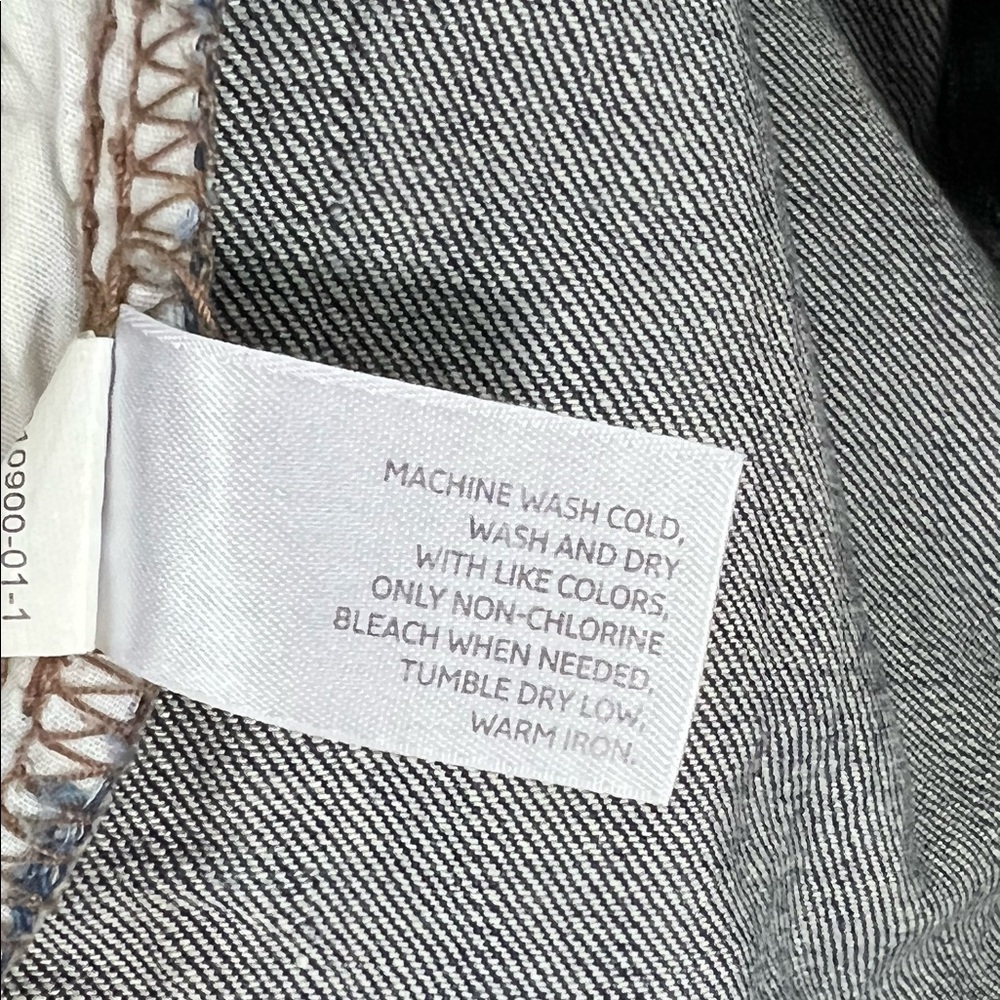 MACHINE WASH COLD,
WASH AND DRY
WITH LIKE COLORS,
ONLY NON-CHLORINE
BLEACH WHEN NEEDED,
TUMBLE DRY LOW,
WARM IRON.
0900-01-1